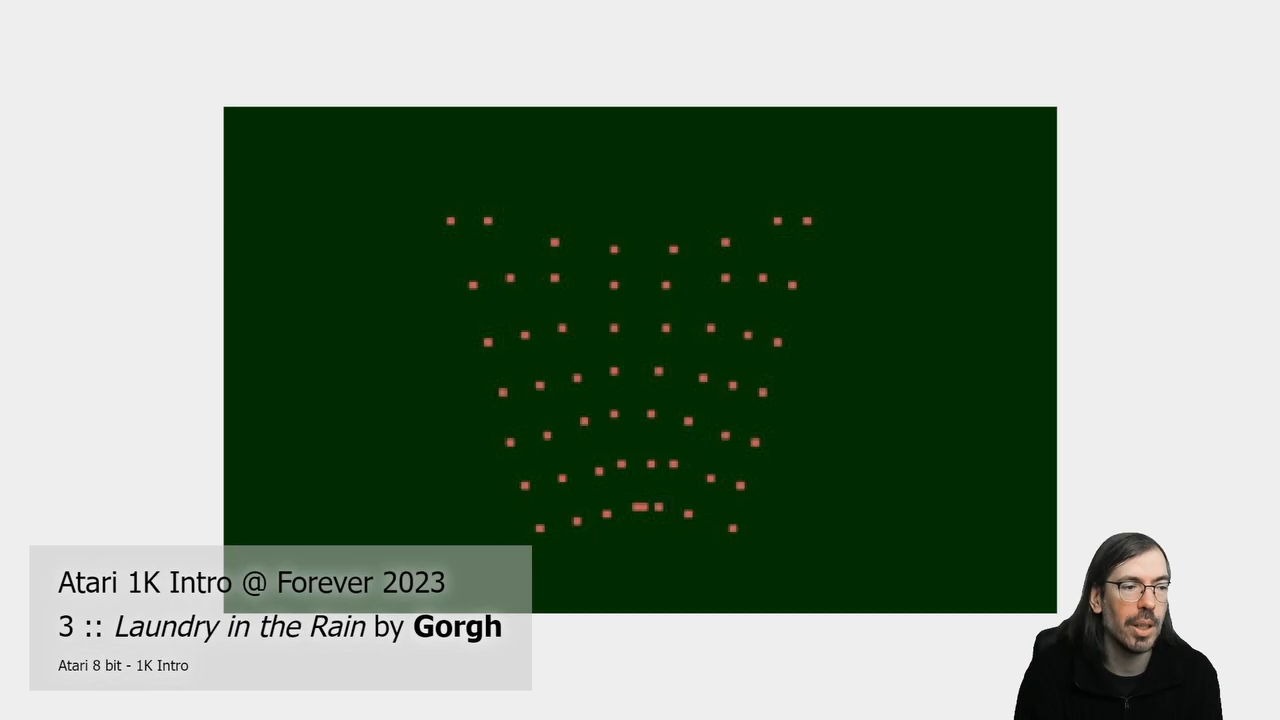 Atari 1K Intro @ Forever 2023
3 :: Laundry in the Rain by Gorgh
Atari 8 bit - 1K Intro